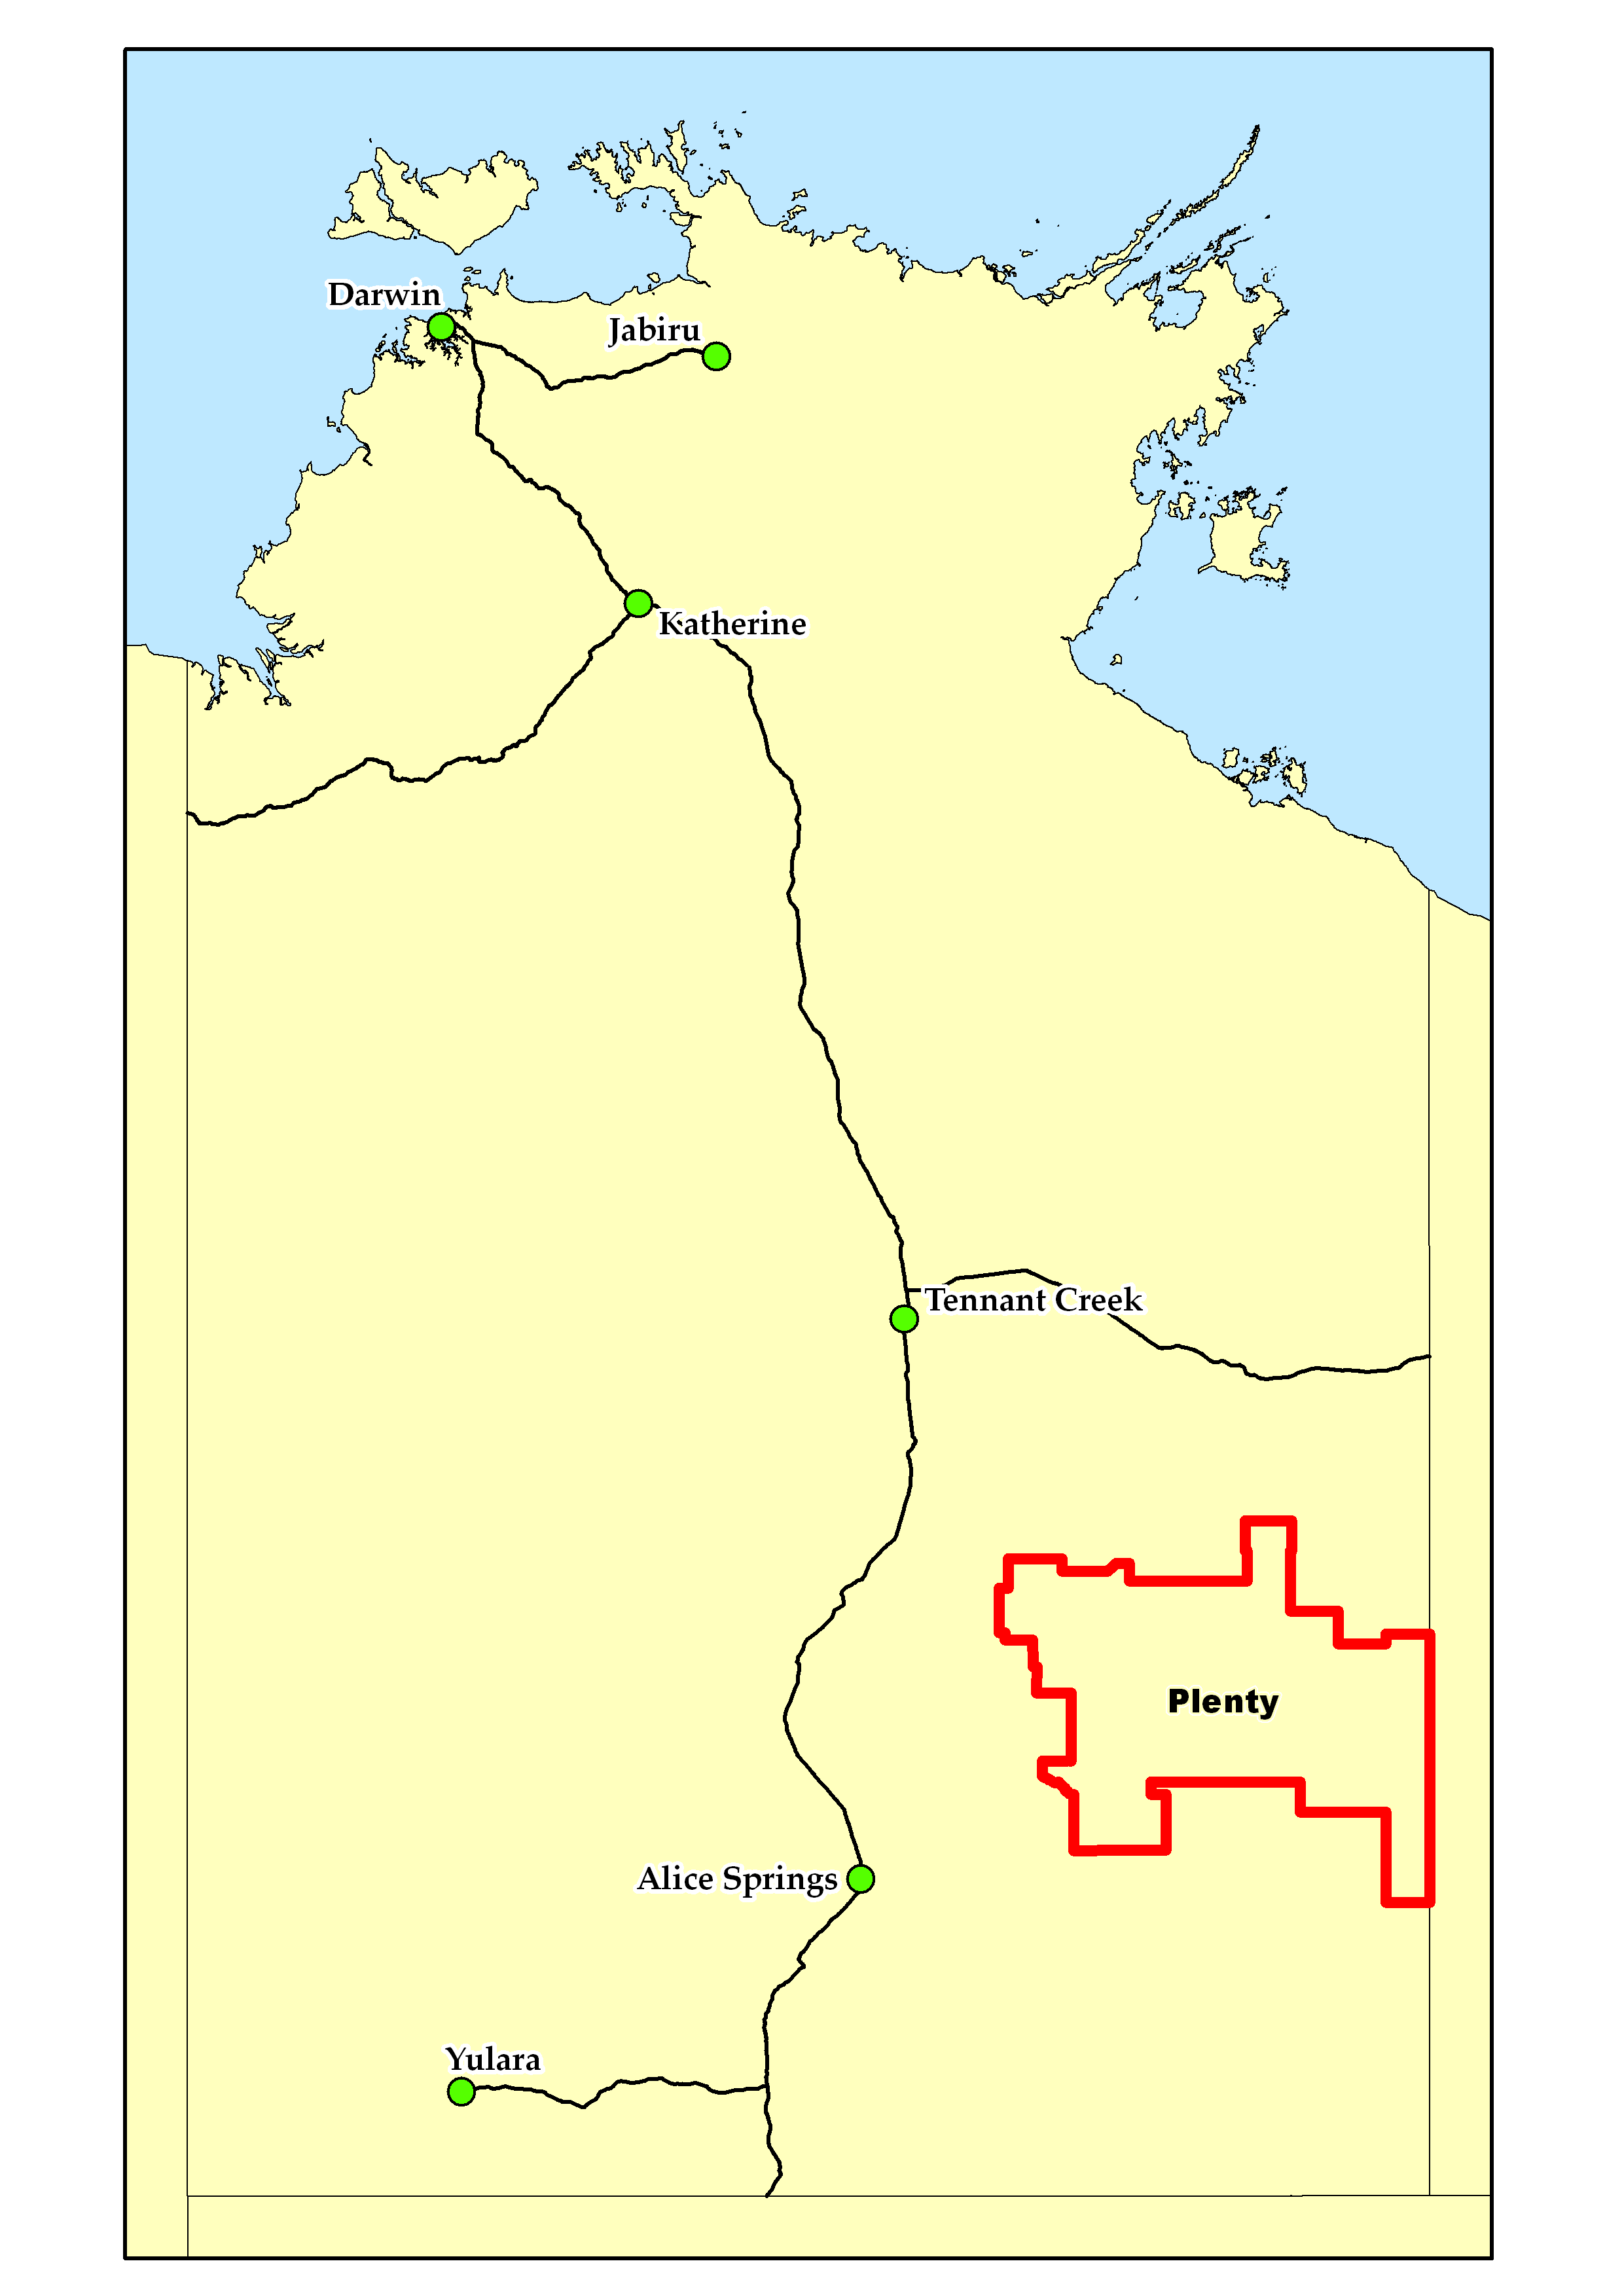 Darwin
Jabiru
Katherine
Tennant Creek
Plenty
Alice Springs
Yulara